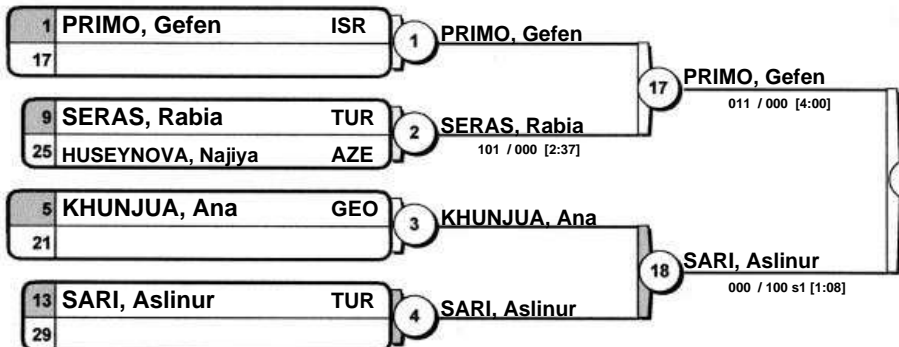 1 PRIMO, Gefen ISR
17
1 PRIMO, Gefen
9 SERAS, Rabia TUR
25 HUSEYNOVA, Najiya AZE
2 SERAS, Rabia
101 / 000 [2:37]
17 PRIMO, Gefen
011 / 000 [4:00]
5 KHUNJUA, Ana GEO
21
3 KHUNJUA, Ana
13 SARI, Aslinur TUR
29
4 SARI, Aslinur
18 SARI, Aslinur
000 / 100 s1 [1:08]